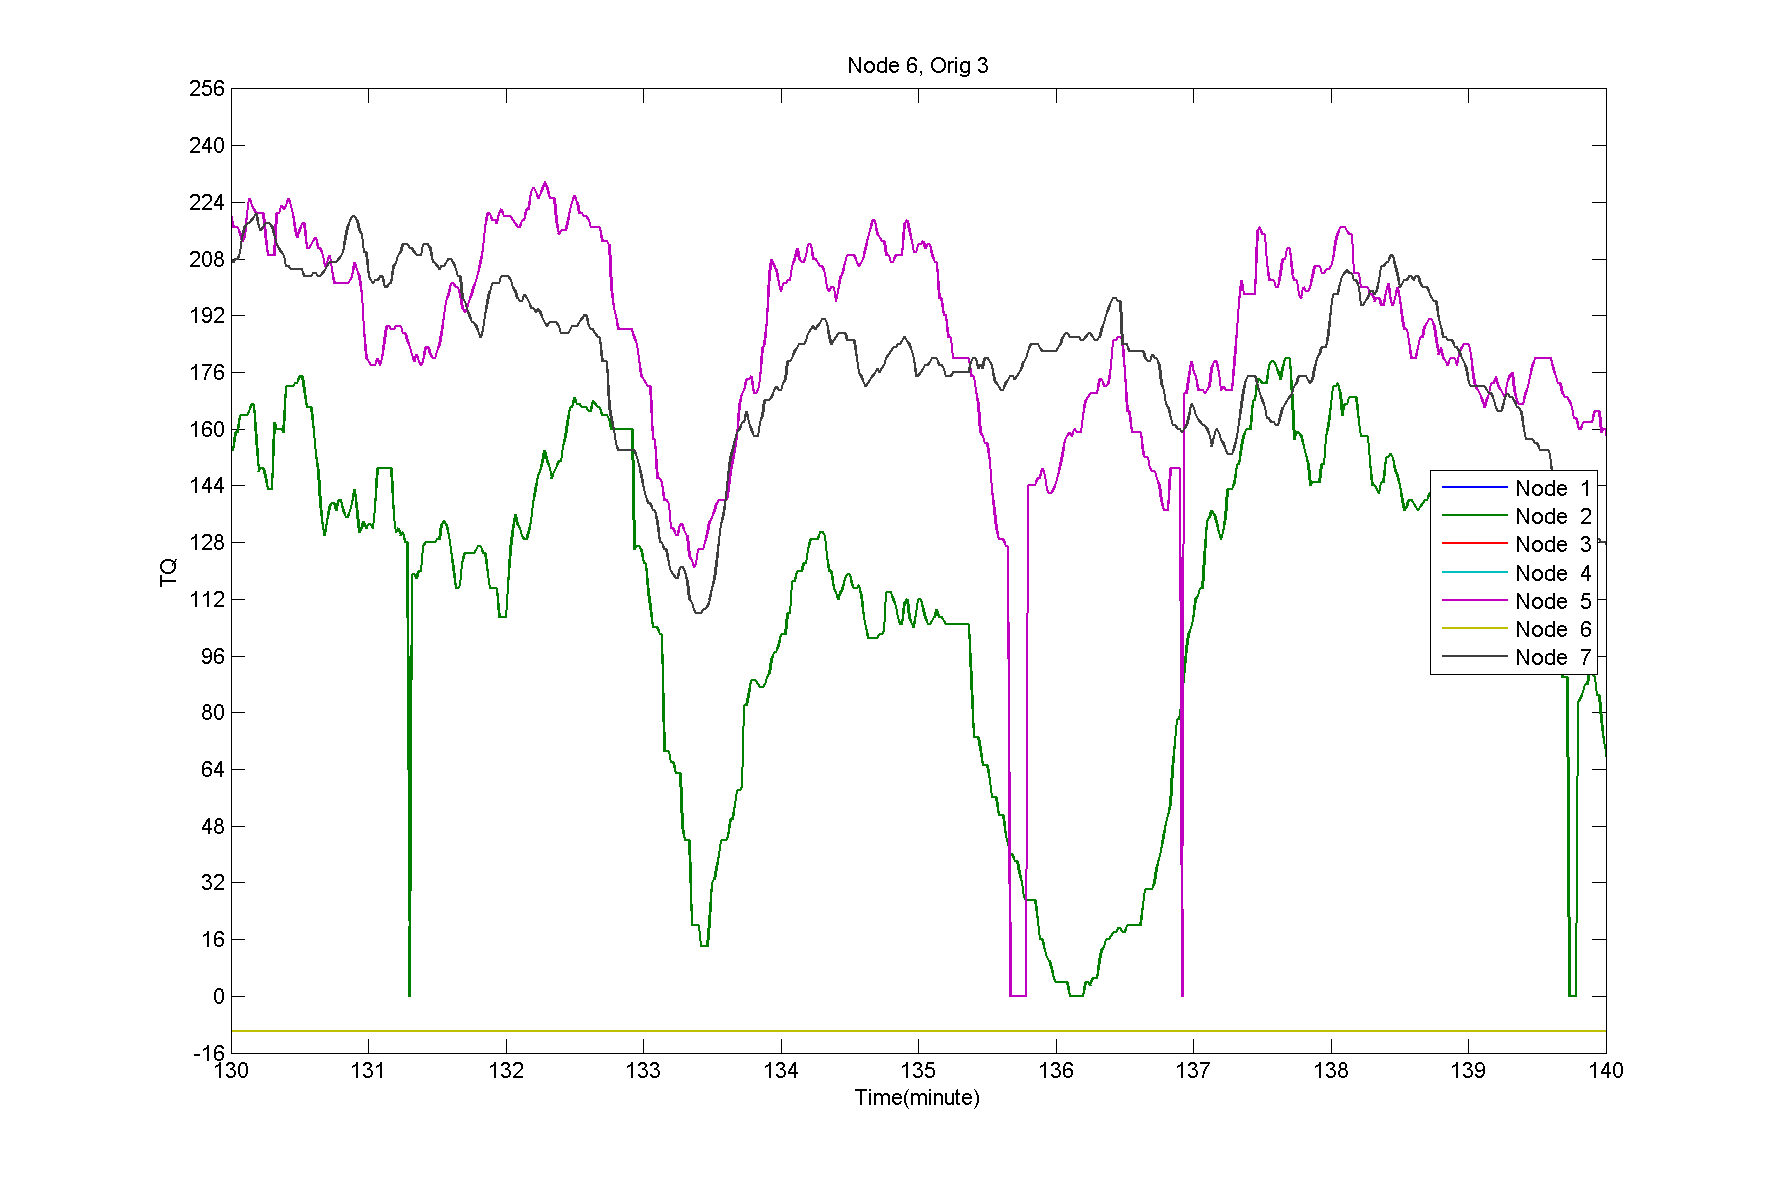 Node 6, Orig 3
256
240
224
208
192
176
160
144
128
112
96
80
64
48
32
16
0
-16
TQ
130 131 132 133 134 135 136 137 138 139 140
Time(minute)
Node 1
Node 2
Node 3
Node 4
Node 5
Node 6
Node 7